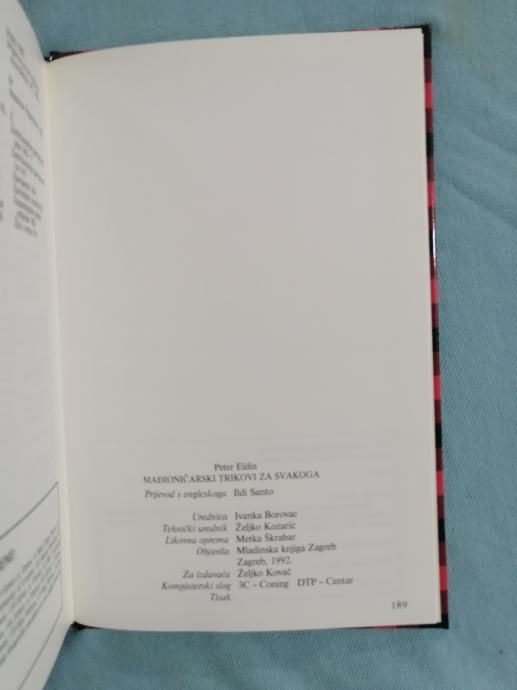 Peter Eldin
MAĐIONIČARSKI TRIKOVI ZA SVAKOGA
Prijevod s engleskoga Ildi Santo
Urednica Ivanka Borovac
Tehnički urednik Željko Kozarić
Likovna oprema Metka Škrabar
Objavila Mladinska knjiga Zagreb
Zagreb, 1992.
Za izdavača Željko Kovač
Kompjuterski slog 3C – Coning DTP – Centar
Tisak
189